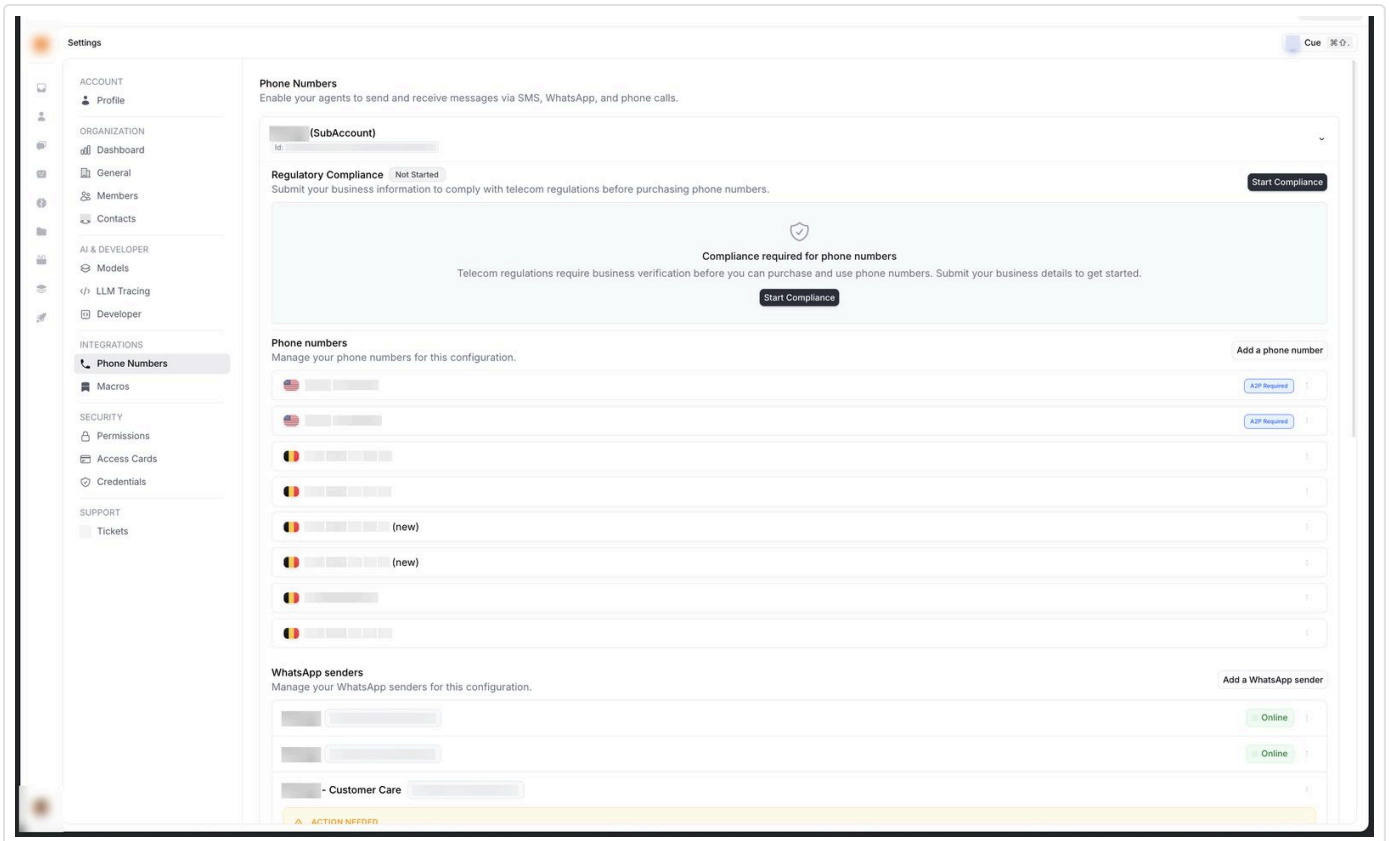 Settings
Cue ⌘⇧.
ACCOUNT
Profile
ORGANIZATION
Dashboard
General
Members
Contacts
AI & DEVELOPER
Models
LLM Tracing
Developer
INTEGRATIONS
Phone Numbers
Macros
SECURITY
Permissions
Access Cards
Credentials
SUPPORT
Tickets
Phone Numbers
Enable your agents to send and receive messages via SMS, WhatsApp, and phone calls.
(SubAccount)
Id:
Regulatory Compliance Not Started
Submit your business information to comply with telecom regulations before purchasing phone numbers.
Start Compliance
Compliance required for phone numbers
Telecom regulations require business verification before you can purchase and use phone numbers. Submit your business details to get started.
Start Compliance
Phone numbers
Manage your phone numbers for this configuration.
Add a phone number
A2P Required
A2P Required
(new)
(new)
WhatsApp senders
Manage your WhatsApp senders for this configuration.
Add a WhatsApp sender
Online
Online
- Customer Care
ACTION NEEDED